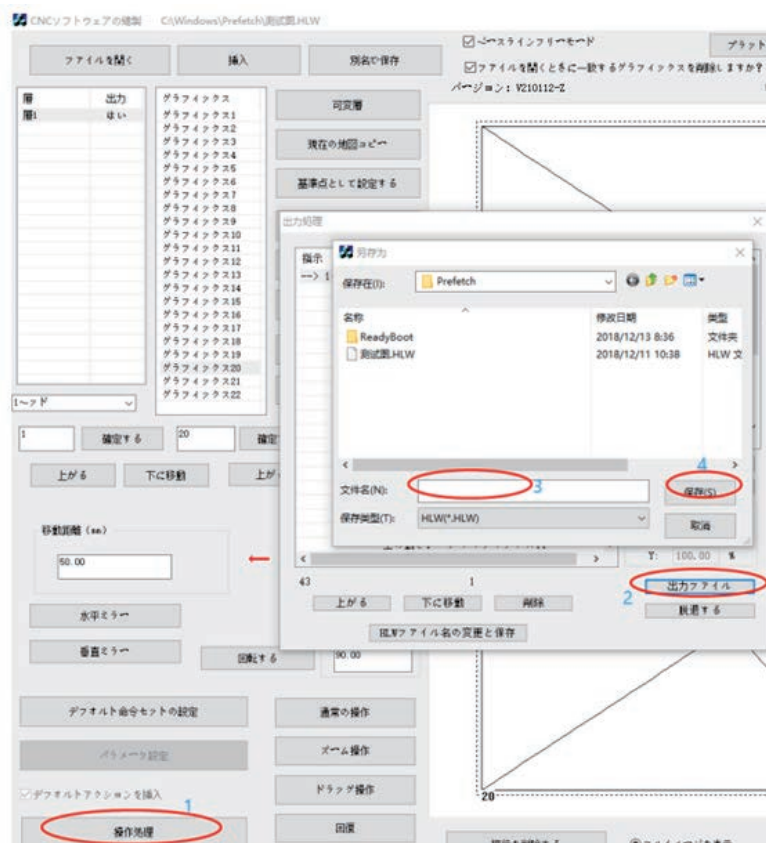 CNCソフトウェアの縫製 C:\Windows\Prefetch\测试图.HLW
ファイルを開く
挿入
別名で保存
ベースラインフリーモード
プラット
ファイルを開くときに一致するグラフィックスを削除しますか?
バージョン: V210112-Z
層 出力
層1 はい
グラフィックス
グラフィックス1
グラフィックス2
グラフィックス3
グラフィックス4
グラフィックス5
グラフィックス6
グラフィックス7
グラフィックス8
グラフィックス9
グラフィックス10
グラフィックス11
グラフィックス12
グラフィックス13
グラフィックス14
グラフィックス15
グラフィックス16
グラフィックス17
グラフィックス18
グラフィックス19
グラフィックス20
グラフィックス21
グラフィックス22
可変層
現在の地図コピー
基準点として設定する
出力処理
指示
--> 1
另存为
保存在(I):
Prefetch
名称 修改日期 类型
ReadyBoot 2018/12/13 8:36 文件夹
测试图.HLW 2018/12/11 10:38 HLW 文
文件名(N):
3
4
保存(S)
保存类型(T):
HLW(*.HLW)
取消
Y: 100.00 %
43 1
上がる
下に移動
削除
2
出力ファイル
脱退する
HLWファイル名の変更と保存
1ヘッド
1
確定する
20
確定
上がる
下に移動
上が
移動距離 (mm)
50.00
←
水平ミラー
垂直ミラー
回転する
90.00
デフォルト命令セットの設定
通常の操作
パラメータ設定
ズーム操作
デフォルトアクションを挿入
ドラッグ操作
1
操作処理
回復
20